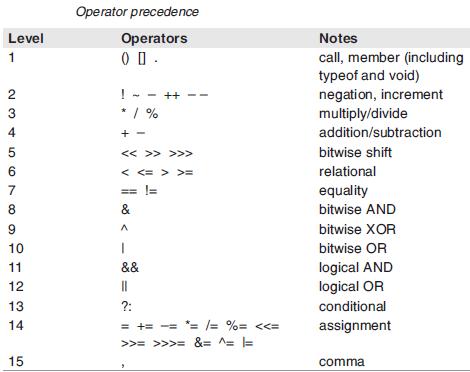 Operator precedence
Level Operators Notes
1 () [] . call, member (including
typeof and void)
2 ! ~ − ++ −− negation, increment
3 * / % multiply/divide
4 + − addition/subtraction
5 << >> >>> bitwise shift
6 < <= > >= relational
7 == != equality
8 & bitwise AND
9 ^ bitwise XOR
10 | bitwise OR
11 && logical AND
12 || logical OR
13 ?: conditional
14 = += −= *= /= %= <<= assignment
>>= >>>= &= ^= |=
15 , comma